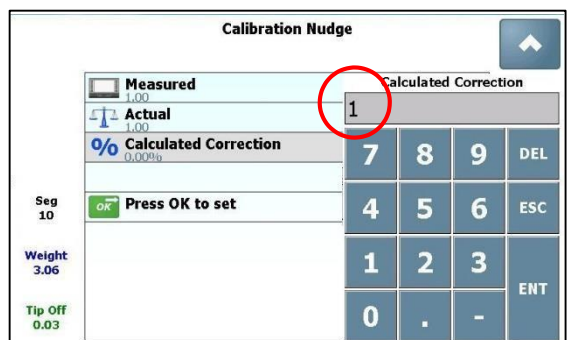 Calibration Nudge
Measured
1.00
Actual
1.00
% Calculated Correction
0.00%
OK Press OK to set
Seg
10
Weight
3.06
Tip Off
0.03
Calculated Correction
1
7 8 9 DEL
4 5 6 ESC
1 2 3
ENT
0 . -